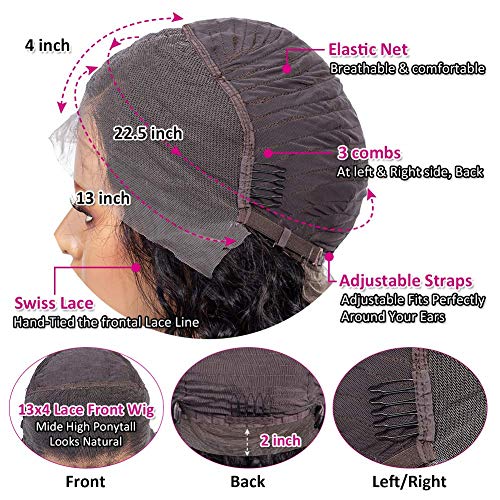 4 inch
Elastic Net
Breathable & comfortable
22.5 inch
3 combs
At left & Right side, Back
13 inch
Swiss Lace
Hand-Tied the frontal Lace Line
Adjustable Straps
Adjustable Fits Perfectly
Around Your Ears
13x4 Lace Front Wig
Mide High Ponytall
Looks Natural
2 inch
Front
Back
Left/Right